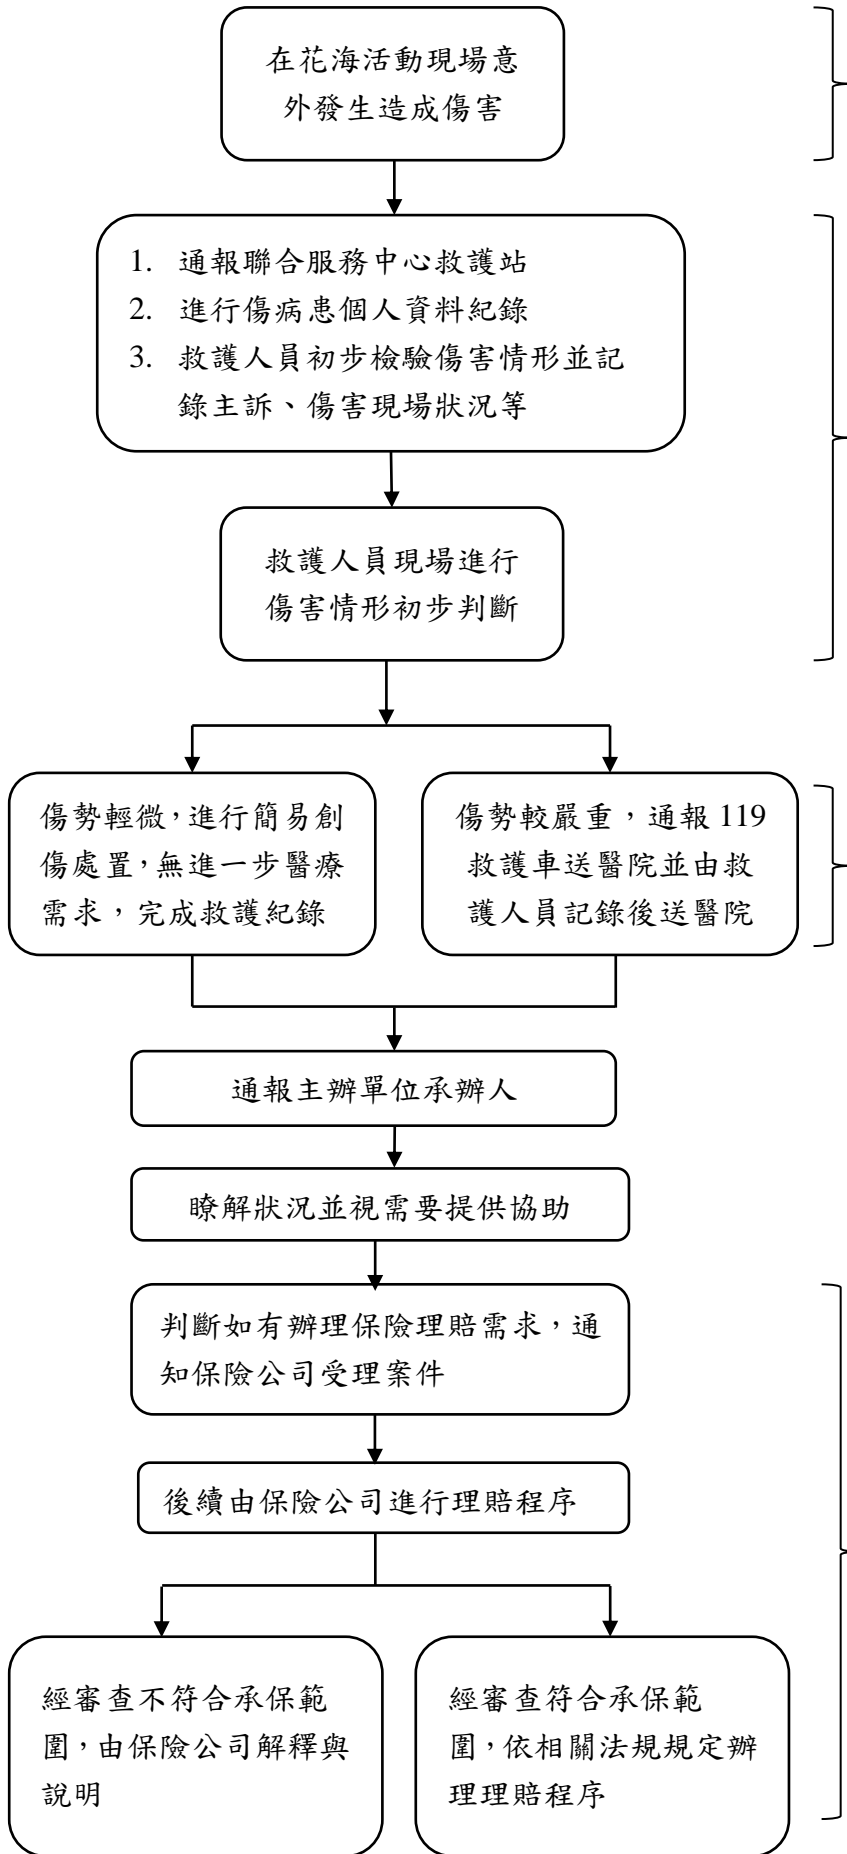 在花海活動現場意
外發生造成傷害
1. 通報聯合服務中心救護站
2. 進行傷病患個人資料紀錄
3. 救護人員初步檢驗傷害情形並記
錄主訴、傷害現場狀況等
救護人員現場進行
傷害情形初步判斷
傷勢輕微,進行簡易創
傷處置,無進一步醫療
需求,完成救護紀錄
傷勢較嚴重,通報 119
救護車送醫院並由救
護人員記錄後送醫院
通報主辦單位承辦人
瞭解狀況並視需要提供協助
判斷如有辦理保險理賠需求,通
知保險公司受理案件
後續由保險公司進行理賠程序
經審查不符合承保範
圍,由保險公司解釋與
說明
經審查符合承保範
圍,依相關法規規定辦
理理賠程序